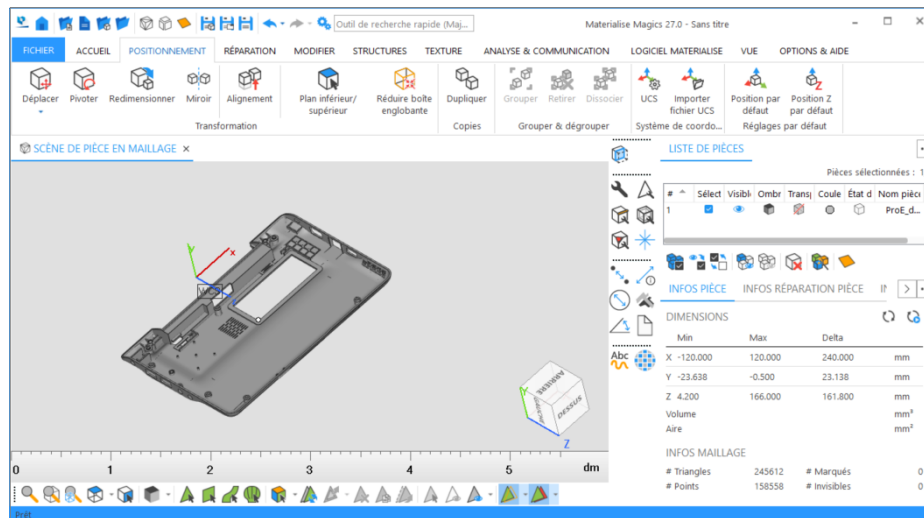 Outil de recherche rapide (Maj...
Materialise Magics 27.0 - Sans titre
FICHIER ACCUEIL POSITIONNEMENT RÉPARATION MODIFIER STRUCTURES TEXTURE ANALYSE & COMMUNICATION LOGICIEL MATERIALISE VUE OPTIONS & AIDE
Déplacer Pivoter Redimensionner Miroir Alignement Plan inférieur/ Réduire boîte Dupliquer Grouper Retirer Dissocier UCS Importer Position par Position Z
supérieur englobante fichier UCS défaut par défaut
Transformation Copies Grouper & dégrouper Système de coordo... Réglages par défaut
SCÈNE DE PIÈCE EN MAILLAGE ×
LISTE DE PIÈCES
Pièces sélectionnées : 1
# Sélect Visibl Ombr Trans Coule État d Nom pièce
1 ProE_d...
INFOS PIÈCE INFOS RÉPARATION PIÈCE
DIMENSIONS
Min Max Delta
X -120.000 120.000 240.000 mm
Y -23.638 -0.500 23.138 mm
Z 4.200 166.000 161.800 mm
Volume mm³
Aire mm²
INFOS MAILLAGE
# Triangles 245612 # Marqués 0
# Points 158558 # Invisibles 0
Y x
WCS
ARRIERE
GAUCHE
DESSUS
Y
Z
Abc
0 1 2 3 4 5 dm
Prêt